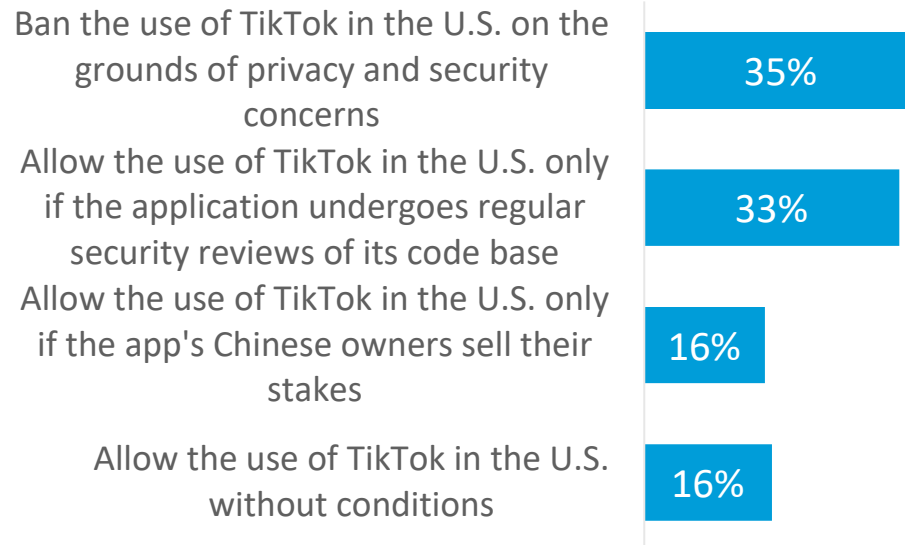 Ban the use of TikTok in the U.S. on the
grounds of privacy and security
concerns
35%
Allow the use of TikTok in the U.S. only
if the application undergoes regular
security reviews of its code base
33%
Allow the use of TikTok in the U.S. only
if the app's Chinese owners sell their
stakes
16%
Allow the use of TikTok in the U.S.
without conditions
16%